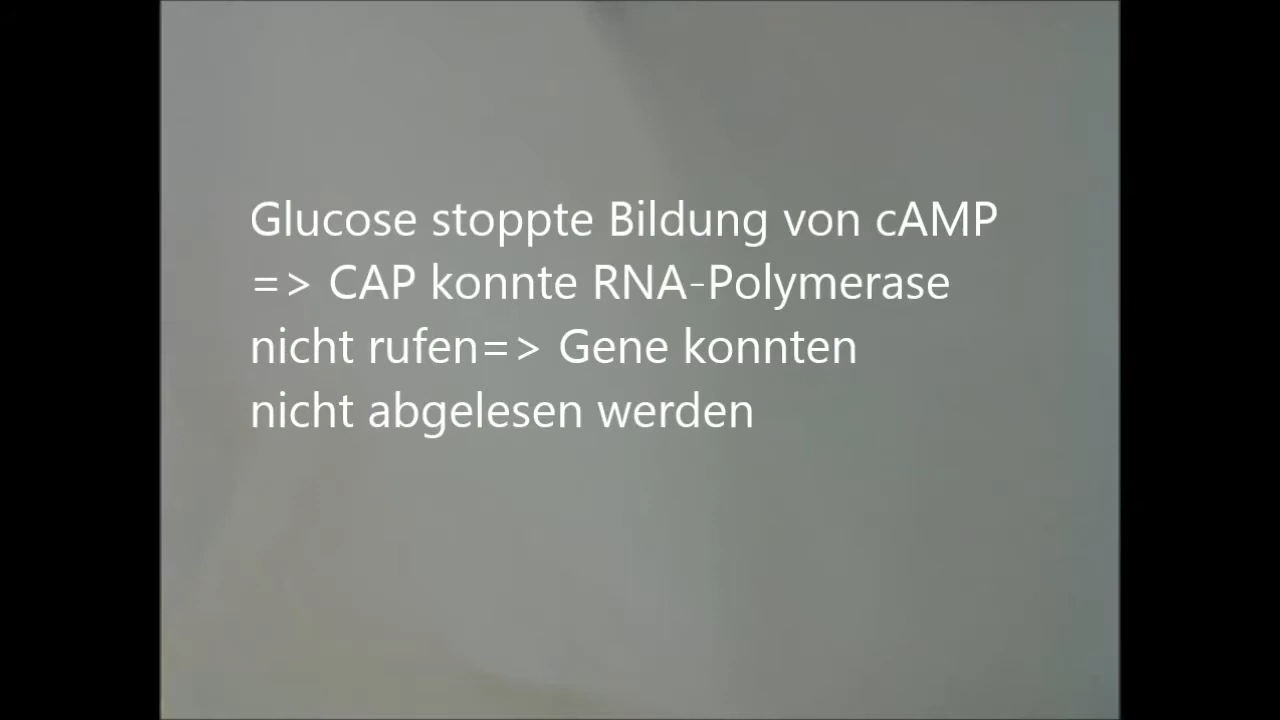 Glucose stoppte Bildung von cAMP
=> CAP konnte RNA-Polymerase
nicht rufen=> Gene konnten
nicht abgelesen werden